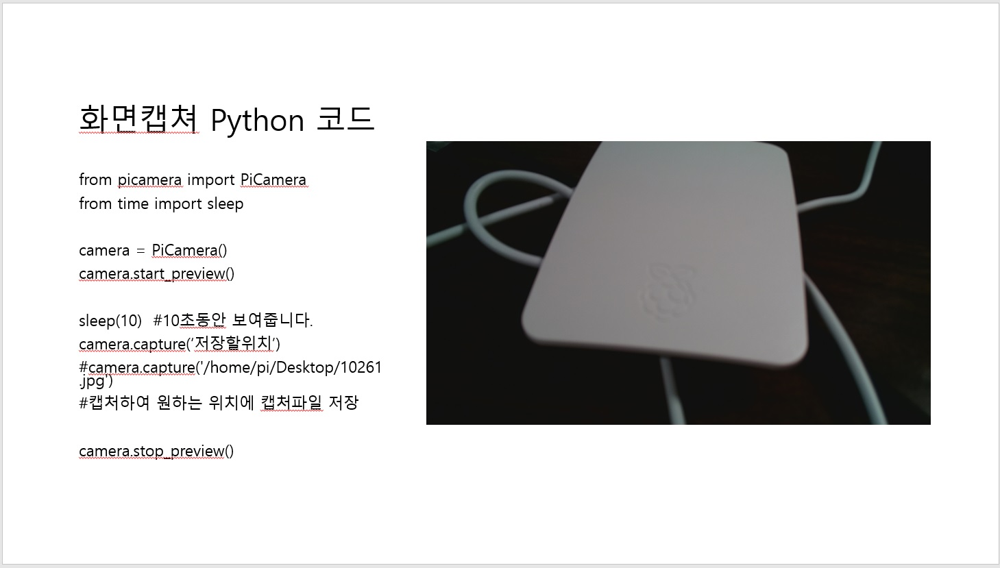 화면캡쳐 Python 코드
from picamera import PiCamera
from time import sleep
camera = PiCamera()
camera.start_preview()
sleep(10)  #10초동안 보여줍니다.
camera.capture(‘저장할위치’)
#camera.capture('/home/pi/Desktop/10261
.jpg')
#캡처하여 원하는 위치에 캡처파일 저장
camera.stop_preview()